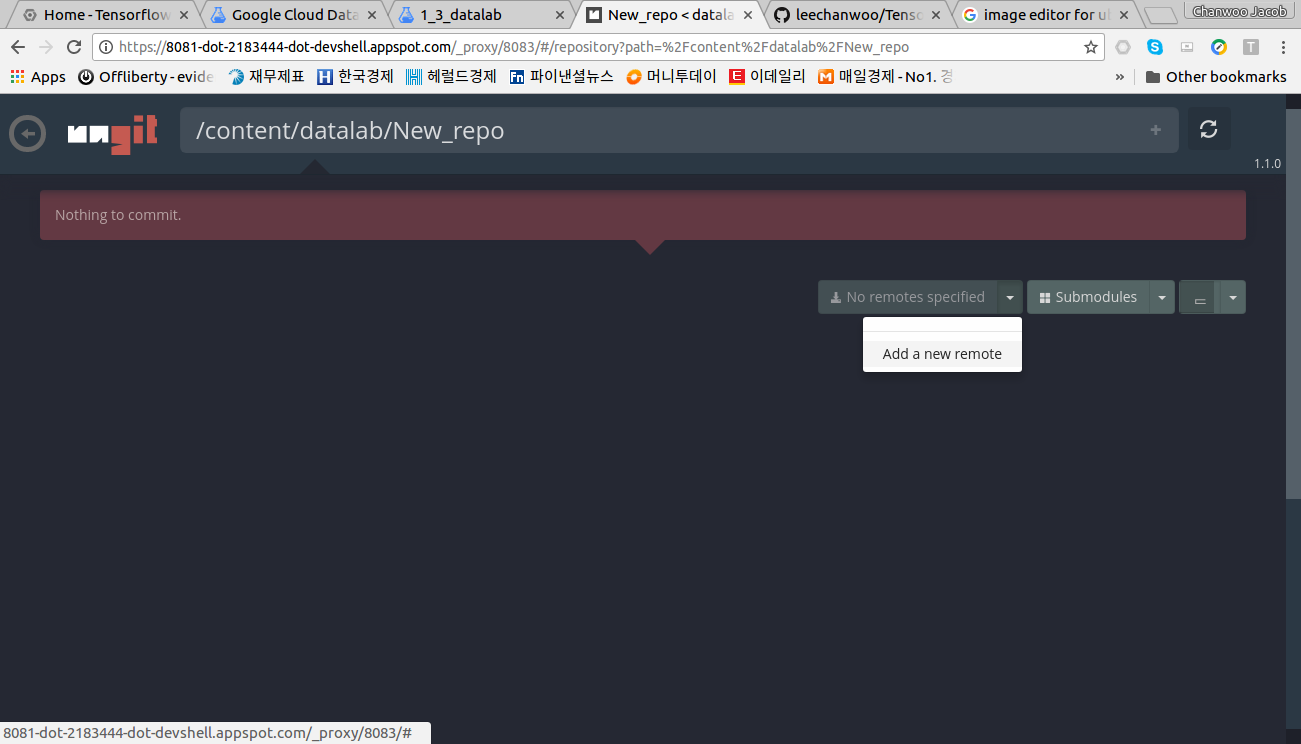 Home - Tensorflow
Google Cloud Data
1_3_datalab
New_repo < datala
leechanwoo/Tenso
image editor for ub
Chanwoo Jacob
https://8081-dot-2183444-dot-devshell.appspot.com/_proxy/8083/#/repository?path=%2Fcontent%2Fdatalab%2FNew_repo
T
Apps
Offliberty - evide
재무제표
H 한국경제
헤럴드경제
Fn 파이낸셜뉴스
머니투데이
E 이데일리
M 매일경제 - No1. 경
»
Other bookmarks
ungit
/content/datalab/New_repo
+
1.1.0
Nothing to commit.
No remotes specified
Submodules
Add a new remote
8081-dot-2183444-dot-devshell.appspot.com/_proxy/8083/#